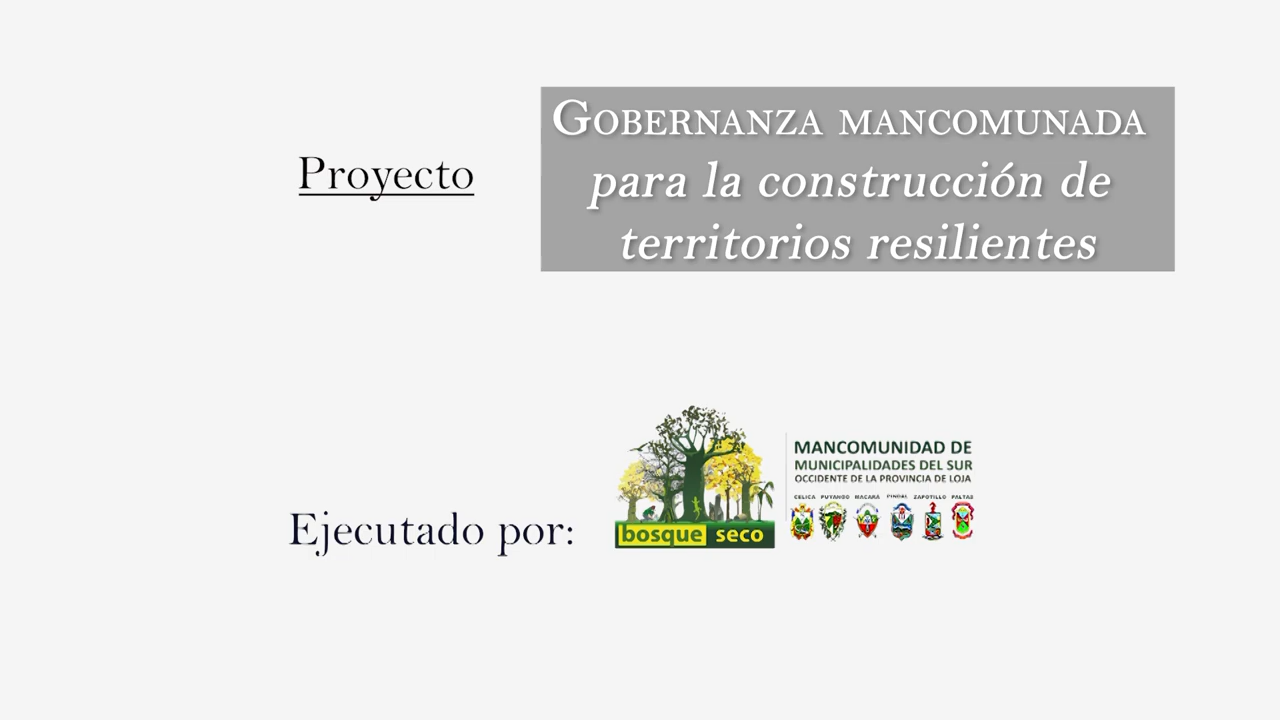 Proyecto
GOBERNANZA MANCOMUNADA
para la construcción de
territorios resilientes
Ejecutado por:
bosque seco
MANCOMUNIDAD DE
MUNICIPALIDADES DEL SUR
OCCIDENTE DE LA PROVINCIA DE LOJA
CELICA PUYANGO MACARÁ PINDAL ZAPOTILLO PALTAS